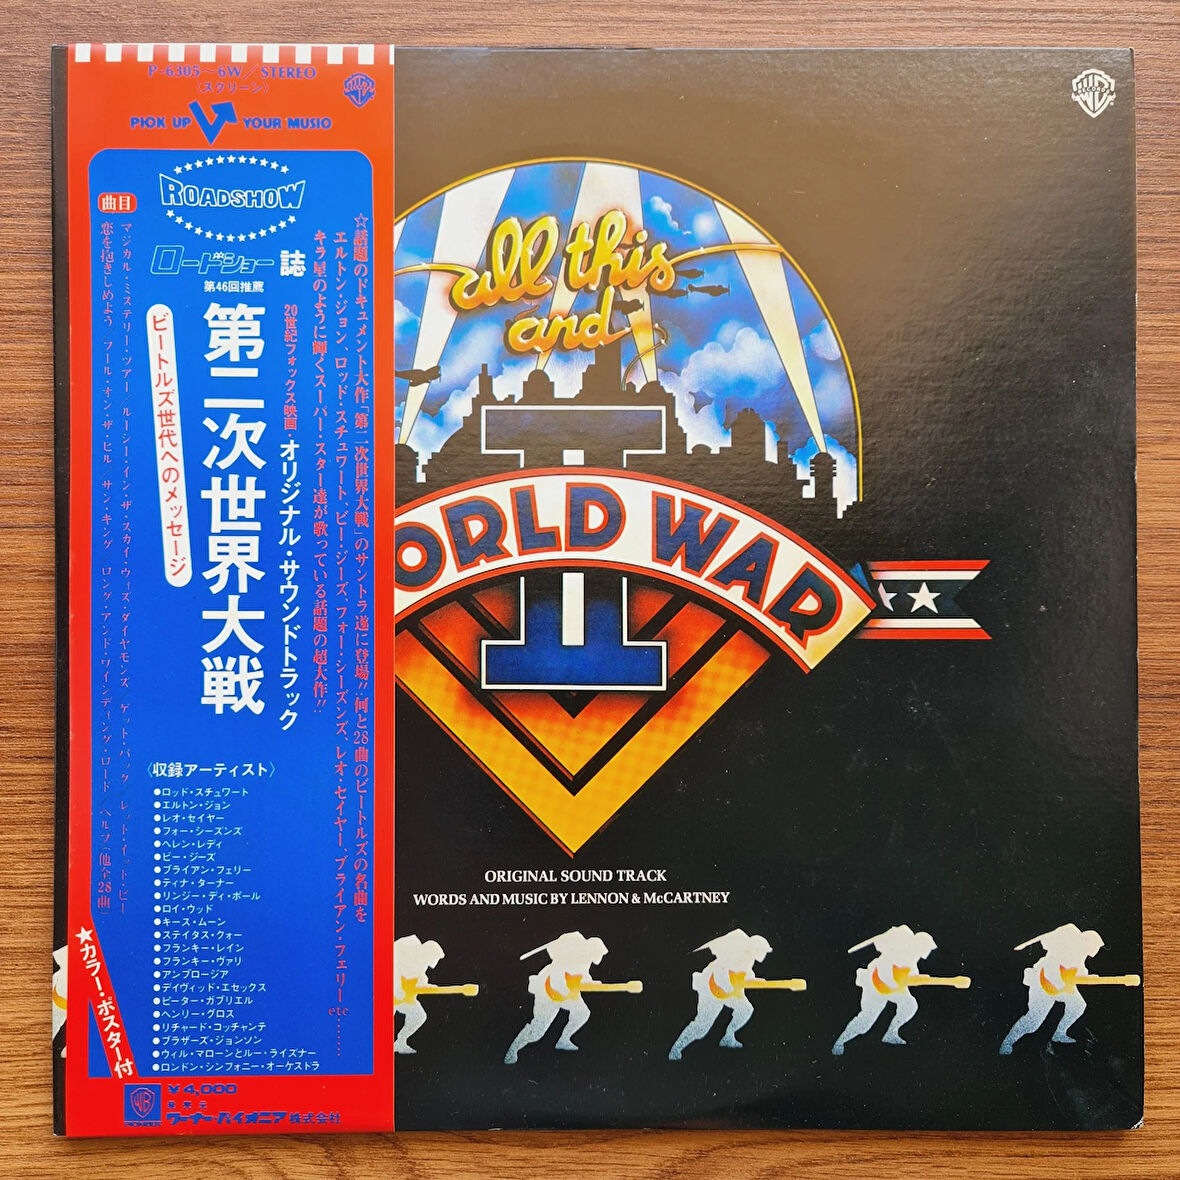 P-6305~6W/STEREO
〈スクリーン〉
PICK UP YOUR MUSIC
ROADSHOW
ロードショー誌
第46回推薦
☆話題のドキュメント大作「第二次世界大戦」のサントラ遂に登場!!何と28曲のビートルズの名曲を
エルトン・ジョン、ロッド・スチュワート、ビー・ジーズ、フォー・シーズンズ、レオ・セイヤー、ブライアン・フェリー etc……
キラ星のように輝くスーパー・スター達が歌っている話題の超大作!!
20世紀フォックス映画・オリジナル・サウンドトラック
第二次世界大戦
ビートルズ世代へのメッセージ
曲目
マジカル・ミステリー・ツアー/ルーシー・イン・ザ・スカイ・ウィズ・ダイヤモンズ/ゲット・バック/レット・イット・ビー
恋を抱きしめよう/フール・オン・ザ・ヒル/サン・キング/ロング・アンド・ワインディング・ロード/ヘルプ(他全28曲)
〈収録アーティスト〉
●ロッド・スチュワート
●エルトン・ジョン
●レオ・セイヤー
●フォー・シーズンズ
●ヘレン・レディ
●ビー・ジーズ
●ブライアン・フェリー
●ティナ・ターナー
●リンジー・ディ・ポール
●ロイ・ウッド
●キース・ムーン
●ステイタス・クォー
●フランキー・レイン
●フランキー・ヴァリ
●アンブロージア
●デイヴィッド・エセックス
●ピーター・ガブリエル
●ヘンリー・グロス
●リチャード・コッチャンテ
●ブラザーズ・ジョンソン
●ウィル・マローンとルー・ライズナー
●ロンドン・シンフォニー・オーケストラ
★カラー・ポスター付
¥4,000
発売元
ワーナー・パイオニア株式会社
all this
and
ORLD WAR
II
ORIGINAL SOUND TRACK
WORDS AND MUSIC BY LENNON & McCARTNEY